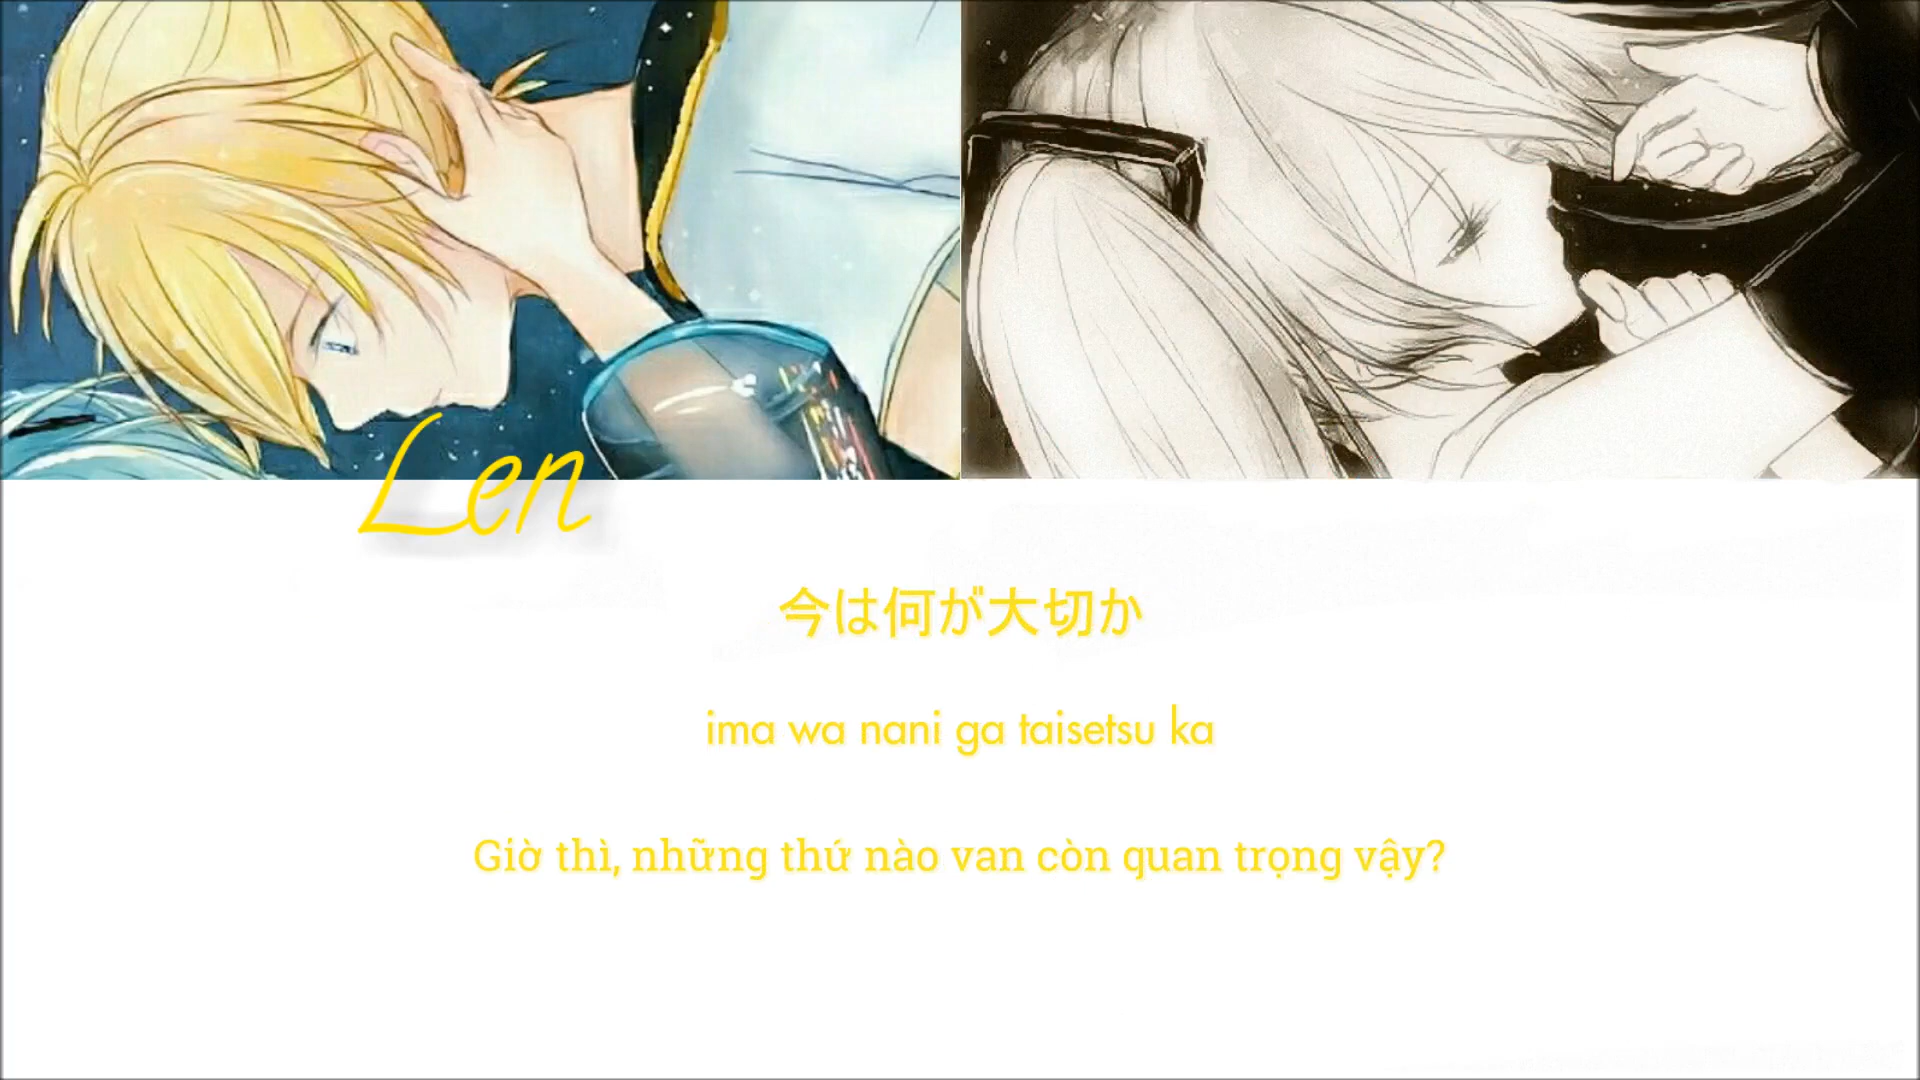 Len
今は何が大切か
ima wa nani ga taisetsu ka
Giờ thì, những thứ nào van còn quan trọng vậy?